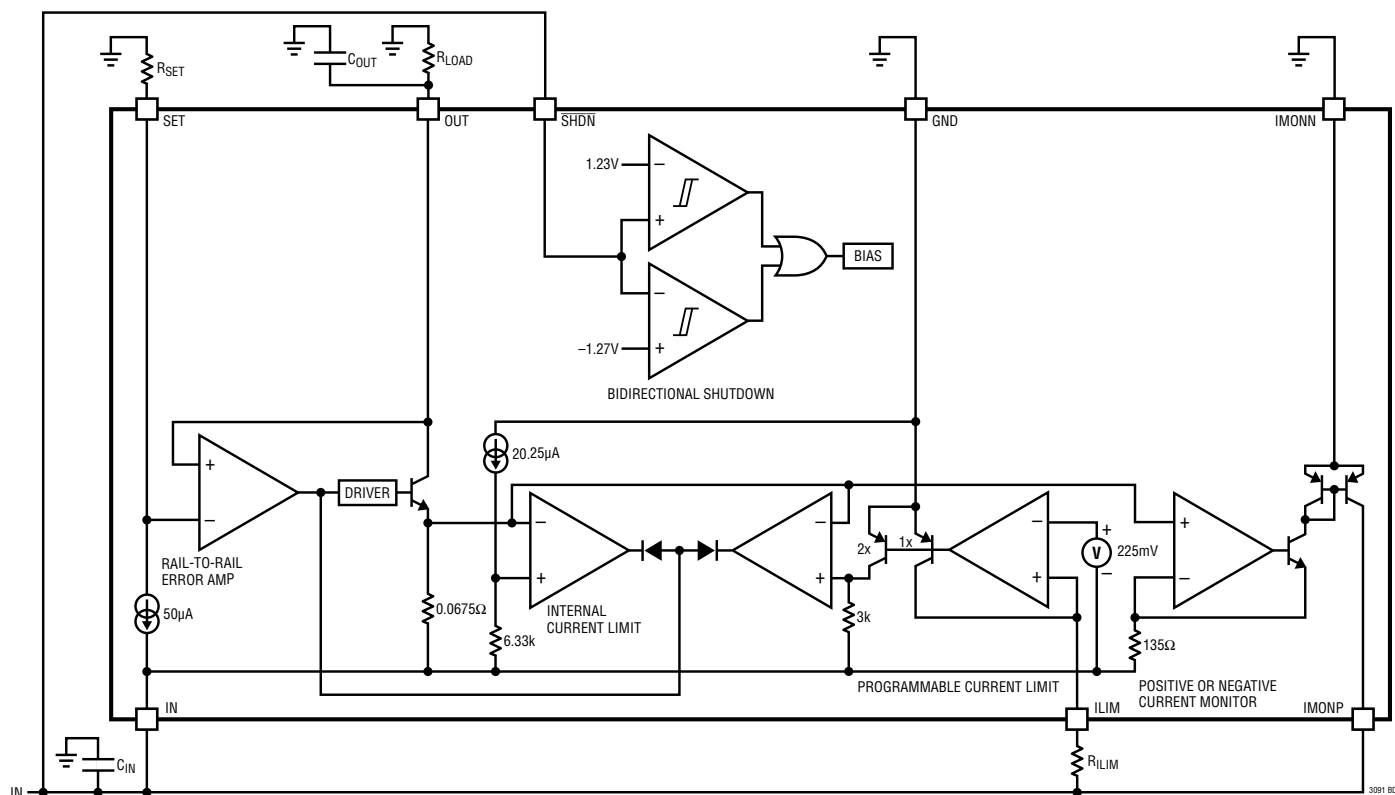 RSET
COUT
RLOAD
SET
OUT
SHDN
GND
IMONN
1.23V
−
+
−
−1.27V
+
BIAS
BIDIRECTIONAL SHUTDOWN
+
−
RAIL-TO-RAIL
ERROR AMP
DRIVER
50µA
0.0675Ω
20.25µA
6.33k
−
+
INTERNAL
CURRENT LIMIT
−
+
3k
2x
1x
−
+
+
V
−
225mV
PROGRAMMABLE CURRENT LIMIT
+
−
135Ω
POSITIVE OR NEGATIVE
CURRENT MONITOR
IN
ILIM
IMONP
CIN
RILIM
IN